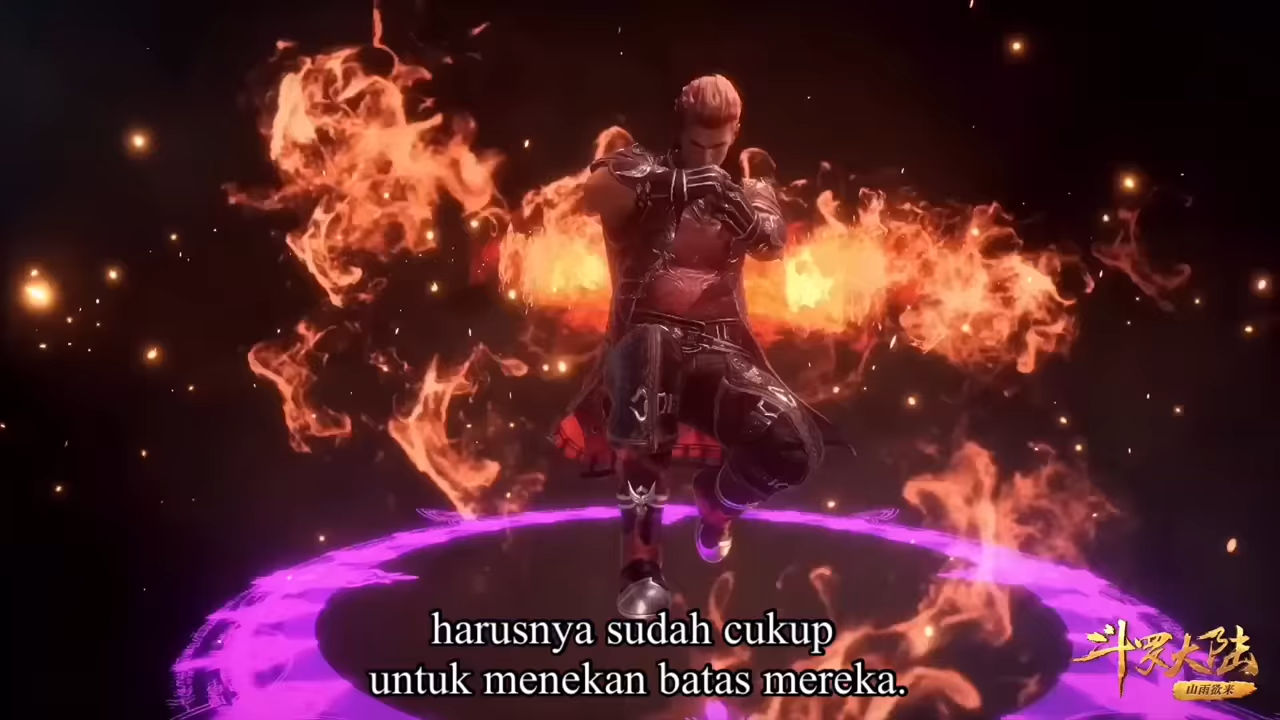 harusnya sudah cukup
untuk menekan batas mereka.
斗罗大陆
山雨欲来